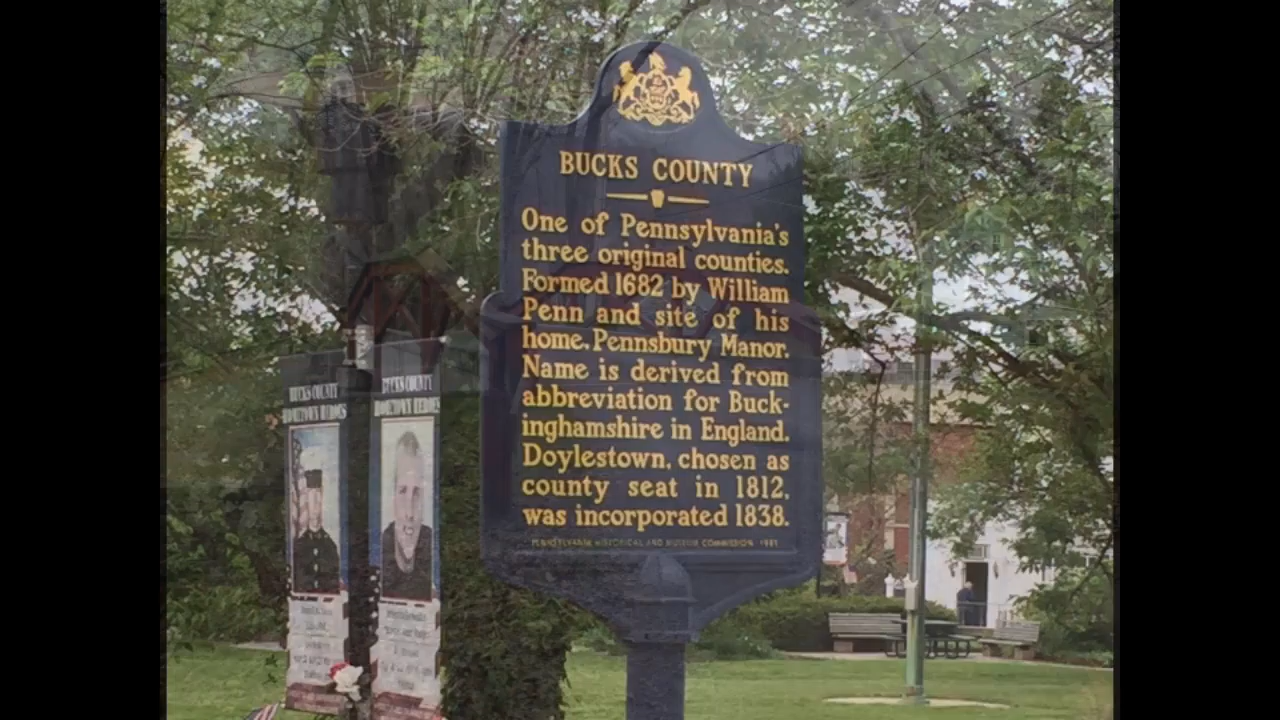 BUCKS COUNTY
One of Pennsylvania's
three original counties.
Formed 1682 by William
Penn and site of his
home, Pennsbury Manor.
Name is derived from
abbreviation for Buck-
inghamshire in England.
Doylestown, chosen as
county seat in 1812,
was incorporated 1838.
PENNSYLVANIA HISTORICAL AND MUSEUM COMMISSION 1981
BUCKS COUNTY
HOMETOWN HEROES
BUCKS COUNTY
HOMETOWN HEROES